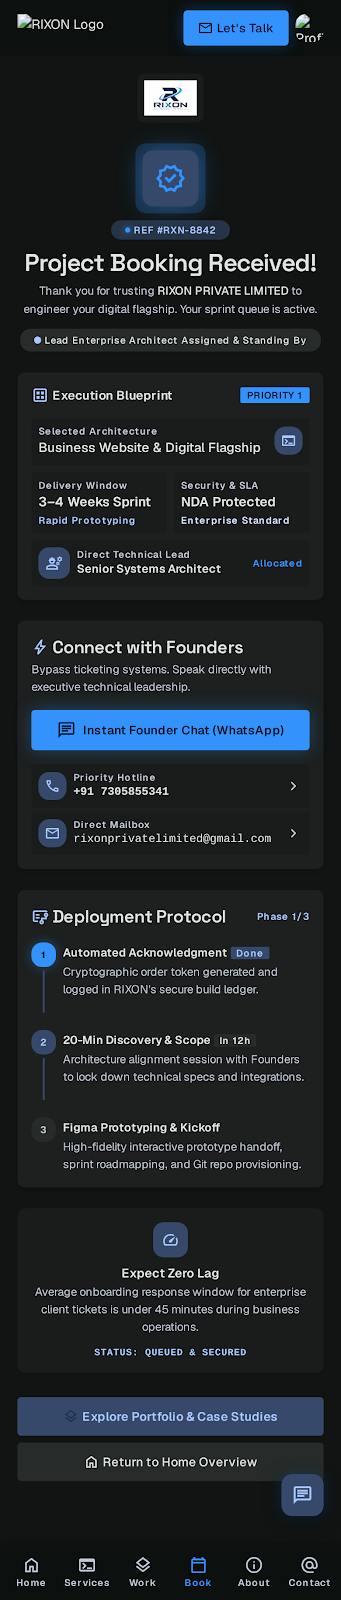 RIXON Logo
Let's Talk
Profi
RIXON
REF #RXN-8842
Project Booking Received!
Thank you for trusting RIXON PRIVATE LIMITED to
engineer your digital flagship. Your sprint queue is active.
Lead Enterprise Architect Assigned & Standing By
Execution Blueprint
PRIORITY 1
Selected Architecture
Business Website & Digital Flagship
Delivery Window
3–4 Weeks Sprint
Rapid Prototyping
Security & SLA
NDA Protected
Enterprise Standard
Direct Technical Lead
Senior Systems Architect
Allocated
Connect with Founders
Bypass ticketing systems. Speak directly with
executive technical leadership.
Instant Founder Chat (WhatsApp)
Priority Hotline
+91 7305855341
Direct Mailbox
rixonprivatelimited@gmail.com
Deployment Protocol
Phase 1/3
1
Automated Acknowledgment Done
Cryptographic order token generated and
logged in RIXON's secure build ledger.
2
20-Min Discovery & Scope In 12h
Architecture alignment session with Founders
to lock down technical specs and integrations.
3
Figma Prototyping & Kickoff
High-fidelity interactive prototype handoff,
sprint roadmapping, and Git repo provisioning.
Expect Zero Lag
Average onboarding response window for enterprise
client tickets is under 45 minutes during business
operations.
STATUS: QUEUED & SECURED
Explore Portfolio & Case Studies
Return to Home Overview
Home
Services
Work
Book
About
Contact